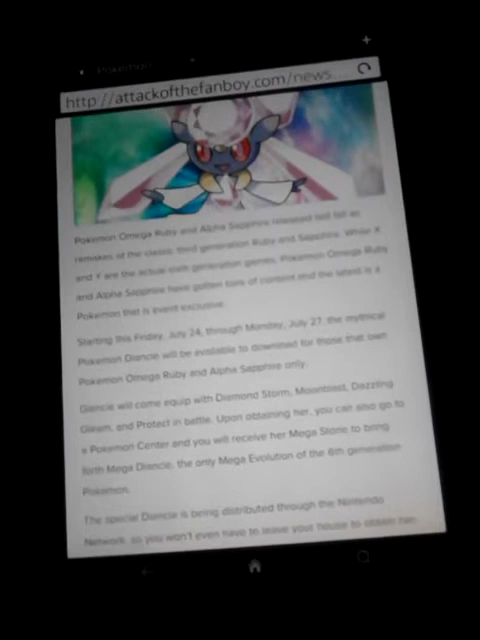 Pokemon
http://attackofthefanboy.com/news...
Pokemon Omega Ruby and Alpha Sapphire released last fall as
remakes of the classic third generation Ruby and Sapphire. While X
and Y are the actual sixth generation games, Pokemon Omega Ruby
and Alpha Sapphire have gotten tons of content and the latest is a
Pokemon that is event exclusive.
Starting this Friday, July 24, through Monday, July 27, the mythical
Pokemon Diancie will be available to download for those that own
Pokemon Omega Ruby and Alpha Sapphire only.
Diancie will come equip with Diamond Storm, Moonblast, Dazzling
Gleam, and Protect in battle. Upon obtaining her, you can also go to
a Pokemon Center and you will receive her Mega Stone to bring
forth Mega Diancie, the only Mega Evolution of the 6th generation
Pokemon.
The special Diancie is being distributed through the Nintendo
Network, so you won't even have to leave your house to obtain her.